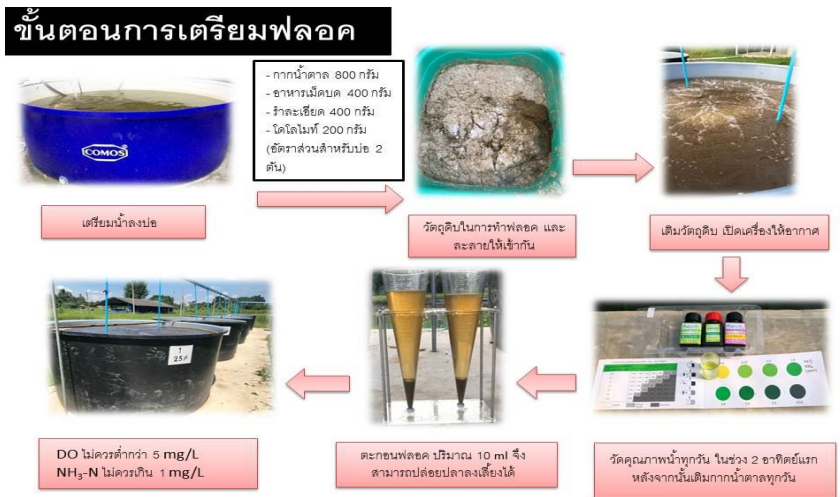 ขั้นตอนการเตรียมฟลอค
COMOS
เตรียมน้ำลงบ่อ
- กากน้ำตาล 800 กรัม
- อาหารเม็ดบด 400 กรัม
- รำละเอียด 400 กรัม
- โดโลไมท์ 200 กรัม
(อัตราส่วนสำหรับบ่อ 2
ตัน)
วัตถุดิบในการทำฟลอค และ
ละลายให้เข้ากัน
เติมวัตถุดิบ เปิดเครื่องให้อากาศ
วัดคุณภาพน้ำทุกวัน ในช่วง 2 อาทิตย์แรก
หลังจากนั้นเติมกากน้ำตาลทุกวัน
ตะกอนฟลอค ปริมาณ 10 ml จึง
สามารถปล่อยปลาลงเลี้ยงได้
1
DO ไม่ควรต่ำกว่า 5 mg/L
NH₃-N ไม่ควรเกิน 1 mg/L